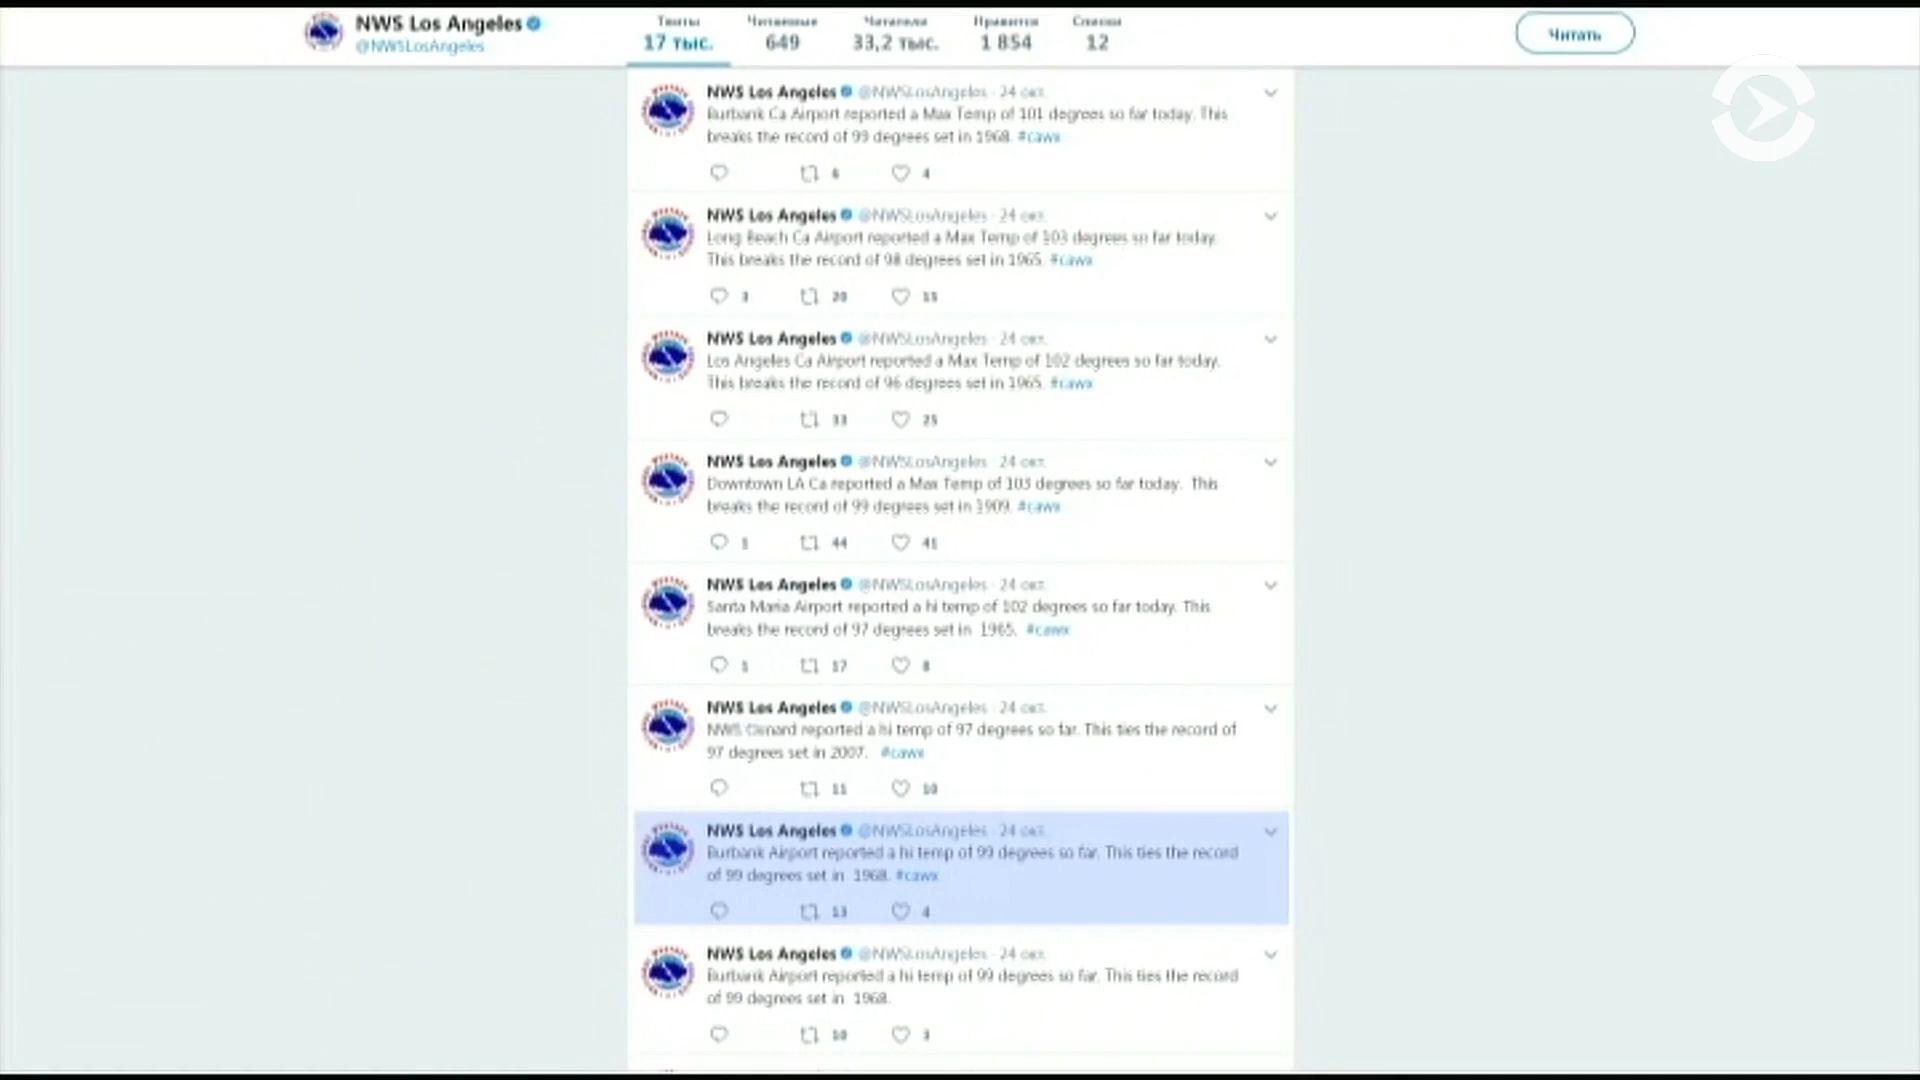 NWS Los Angeles
@NWSLosAngeles
Твиты Читаемые Читатели Нравится Списки
17 тыс. 649 33,2 тыс. 1 854 12
Читать
NWS Los Angeles @NWSLosAngeles · 24 окт.
Burbank Ca Airport reported a Max Temp of 101 degrees so far today. This
breaks the record of 99 degrees set in 1968. #cawx
6 4
NWS Los Angeles @NWSLosAngeles · 24 окт.
Long Beach Ca Airport reported a Max Temp of 103 degrees so far today.
This breaks the record of 98 degrees set in 1965. #cawx
3 20 15
NWS Los Angeles @NWSLosAngeles · 24 окт.
Los Angeles Ca Airport reported a Max Temp of 102 degrees so far today.
This breaks the record of 96 degrees set in 1965. #cawx
33 25
NWS Los Angeles @NWSLosAngeles · 24 окт.
Downtown LA Ca reported a Max Temp of 103 degrees so far today. This
breaks the record of 99 degrees set in 1909. #cawx
1 44 41
NWS Los Angeles @NWSLosAngeles · 24 окт.
Santa Maria Airport reported a hi temp of 102 degrees so far today. This
breaks the record of 97 degrees set in 1965. #cawx
1 17 8
NWS Los Angeles @NWSLosAngeles · 24 окт.
NWS Oxnard reported a hi temp of 97 degrees so far. This ties the record of
97 degrees set in 2007. #cawx
11 10
NWS Los Angeles @NWSLosAngeles · 24 окт.
Burbank Airport reported a hi temp of 99 degrees so far. This ties the record
of 99 degrees set in 1968. #cawx
13 4
NWS Los Angeles @NWSLosAngeles · 24 окт.
Burbank Airport reported a hi temp of 99 degrees so far. This ties the record
of 99 degrees set in 1968.
10 3